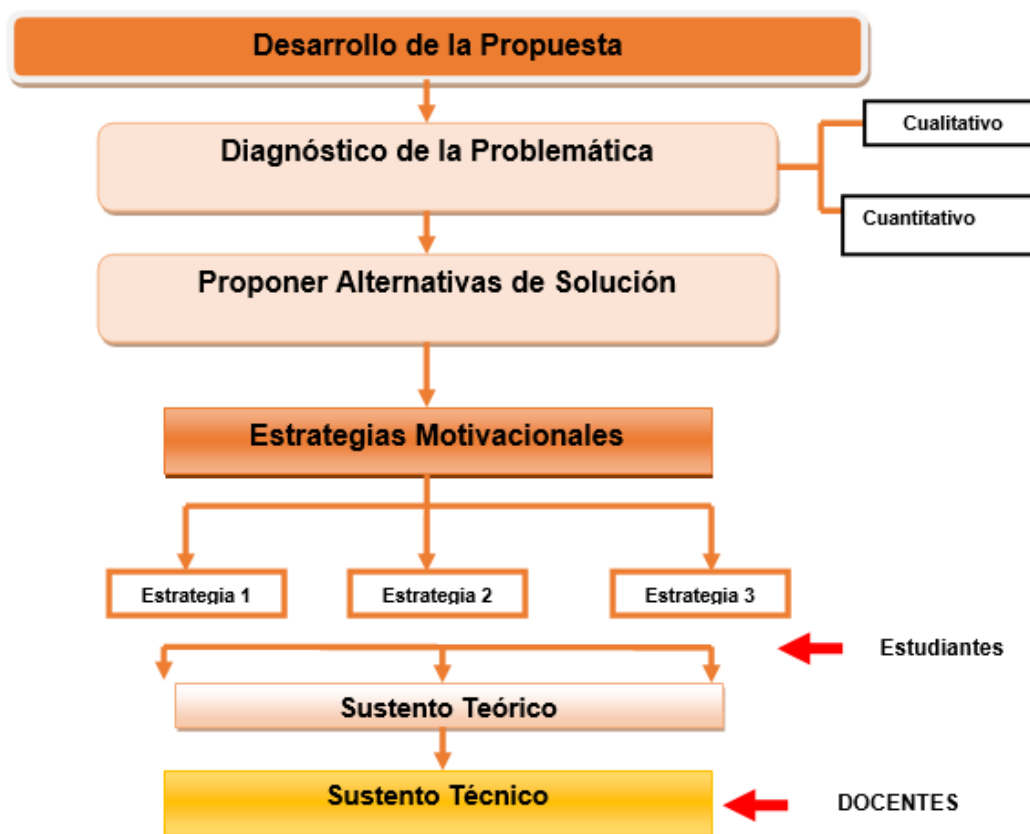 Desarrollo de la Propuesta
Diagnóstico de la Problemática
Cualitativo
Cuantitativo
Proponer Alternativas de Solución
Estrategias Motivacionales
Estrategia 1
Estrategia 2
Estrategia 3
Estudiantes
Sustento Teórico
Sustento Técnico
DOCENTES